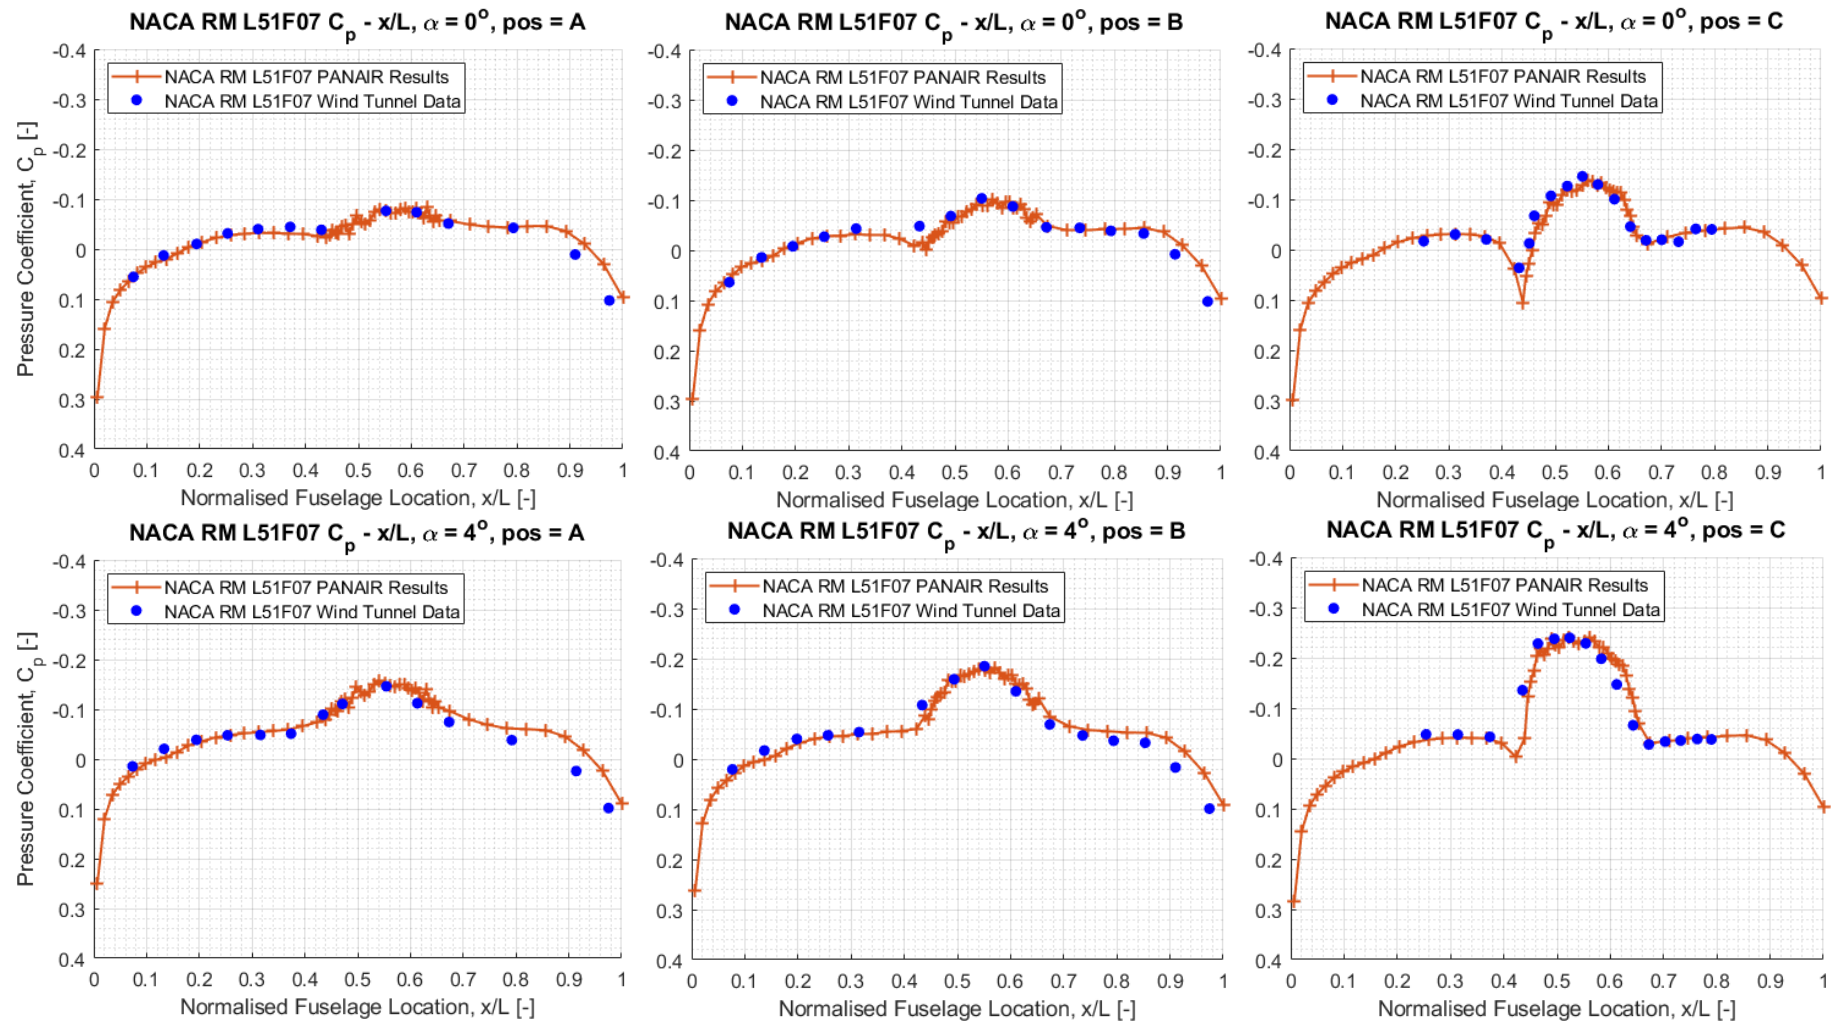 NACA RM L51F07 Cp - x/L, α = 0°, pos = A
-0.4
-0.3
-0.2
-0.1
0
0.1
0.2
0.3
0.4
Pressure Coefficient, Cp [-]
NACA RM L51F07 PANAIR Results
NACA RM L51F07 Wind Tunnel Data
0 0.1 0.2 0.3 0.4 0.5 0.6 0.7 0.8 0.9 1
Normalised Fuselage Location, x/L [-]
NACA RM L51F07 Cp - x/L, α = 0°, pos = B
-0.4
-0.3
-0.2
-0.1
0
0.1
0.2
0.3
0.4
NACA RM L51F07 PANAIR Results
NACA RM L51F07 Wind Tunnel Data
0 0.1 0.2 0.3 0.4 0.5 0.6 0.7 0.8 0.9 1
Normalised Fuselage Location, x/L [-]
NACA RM L51F07 Cp - x/L, α = 0°, pos = C
-0.4
-0.3
-0.2
-0.1
0
0.1
0.2
0.3
0.4
NACA RM L51F07 PANAIR Results
NACA RM L51F07 Wind Tunnel Data
0 0.1 0.2 0.3 0.4 0.5 0.6 0.7 0.8 0.9 1
Normalised Fuselage Location, x/L [-]
NACA RM L51F07 Cp - x/L, α = 4°, pos = A
-0.4
-0.3
-0.2
-0.1
0
0.1
0.2
0.3
0.4
Pressure Coefficient, Cp [-]
NACA RM L51F07 PANAIR Results
NACA RM L51F07 Wind Tunnel Data
0 0.1 0.2 0.3 0.4 0.5 0.6 0.7 0.8 0.9 1
Normalised Fuselage Location, x/L [-]
NACA RM L51F07 Cp - x/L, α = 4°, pos = B
-0.4
-0.3
-0.2
-0.1
0
0.1
0.2
0.3
0.4
NACA RM L51F07 PANAIR Results
NACA RM L51F07 Wind Tunnel Data
0 0.1 0.2 0.3 0.4 0.5 0.6 0.7 0.8 0.9 1
Normalised Fuselage Location, x/L [-]
NACA RM L51F07 Cp - x/L, α = 4°, pos = C
-0.4
-0.3
-0.2
-0.1
0
0.1
0.2
0.3
0.4
NACA RM L51F07 PANAIR Results
NACA RM L51F07 Wind Tunnel Data
0 0.1 0.2 0.3 0.4 0.5 0.6 0.7 0.8 0.9 1
Normalised Fuselage Location, x/L [-]